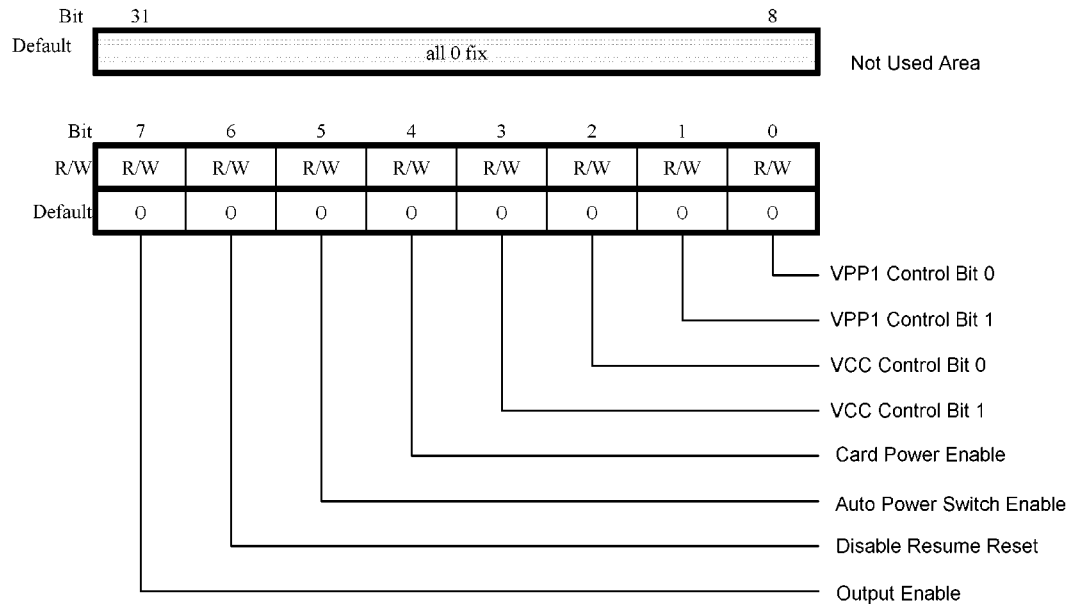 Bit 31 8
Default all 0 fix
Not Used Area
Bit 7 6 5 4 3 2 1 0
R/W R/W R/W R/W R/W R/W R/W R/W R/W
Default 0 0 0 0 0 0 0 0
VPP1 Control Bit 0
VPP1 Control Bit 1
VCC Control Bit 0
VCC Control Bit 1
Card Power Enable
Auto Power Switch Enable
Disable Resume Reset
Output Enable